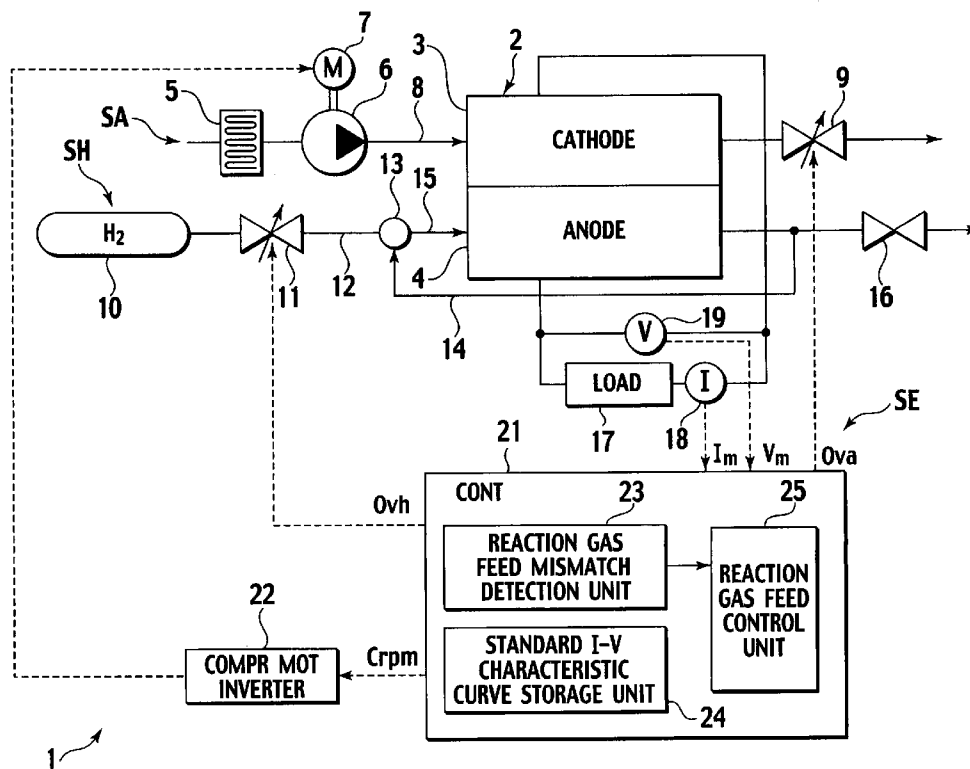 7
M
3
2
5
6
8
9
SA
CATHODE
SH
13
15
H2
ANODE
10
11
12
4
16
14
V
19
LOAD
I
17
18
SE
21
Im
Vm
Ova
Ovh
CONT
23
25
REACTION GAS
FEED MISMATCH
DETECTION UNIT
REACTION
GAS FEED
CONTROL
UNIT
22
COMPR MOT
INVERTER
Crpm
STANDARD I-V
CHARACTERISTIC
CURVE STORAGE UNIT
24
1